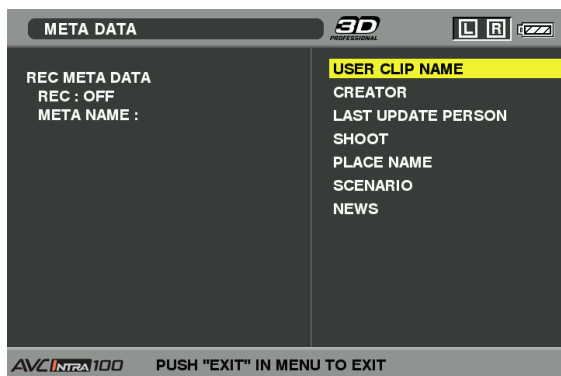 META DATA
3D
PROFESSIONAL
L R
REC META DATA
REC : OFF
META NAME :
USER CLIP NAME
CREATOR
LAST UPDATE PERSON
SHOOT
PLACE NAME
SCENARIO
NEWS
AVC INTRA 100
PUSH "EXIT" IN MENU TO EXIT